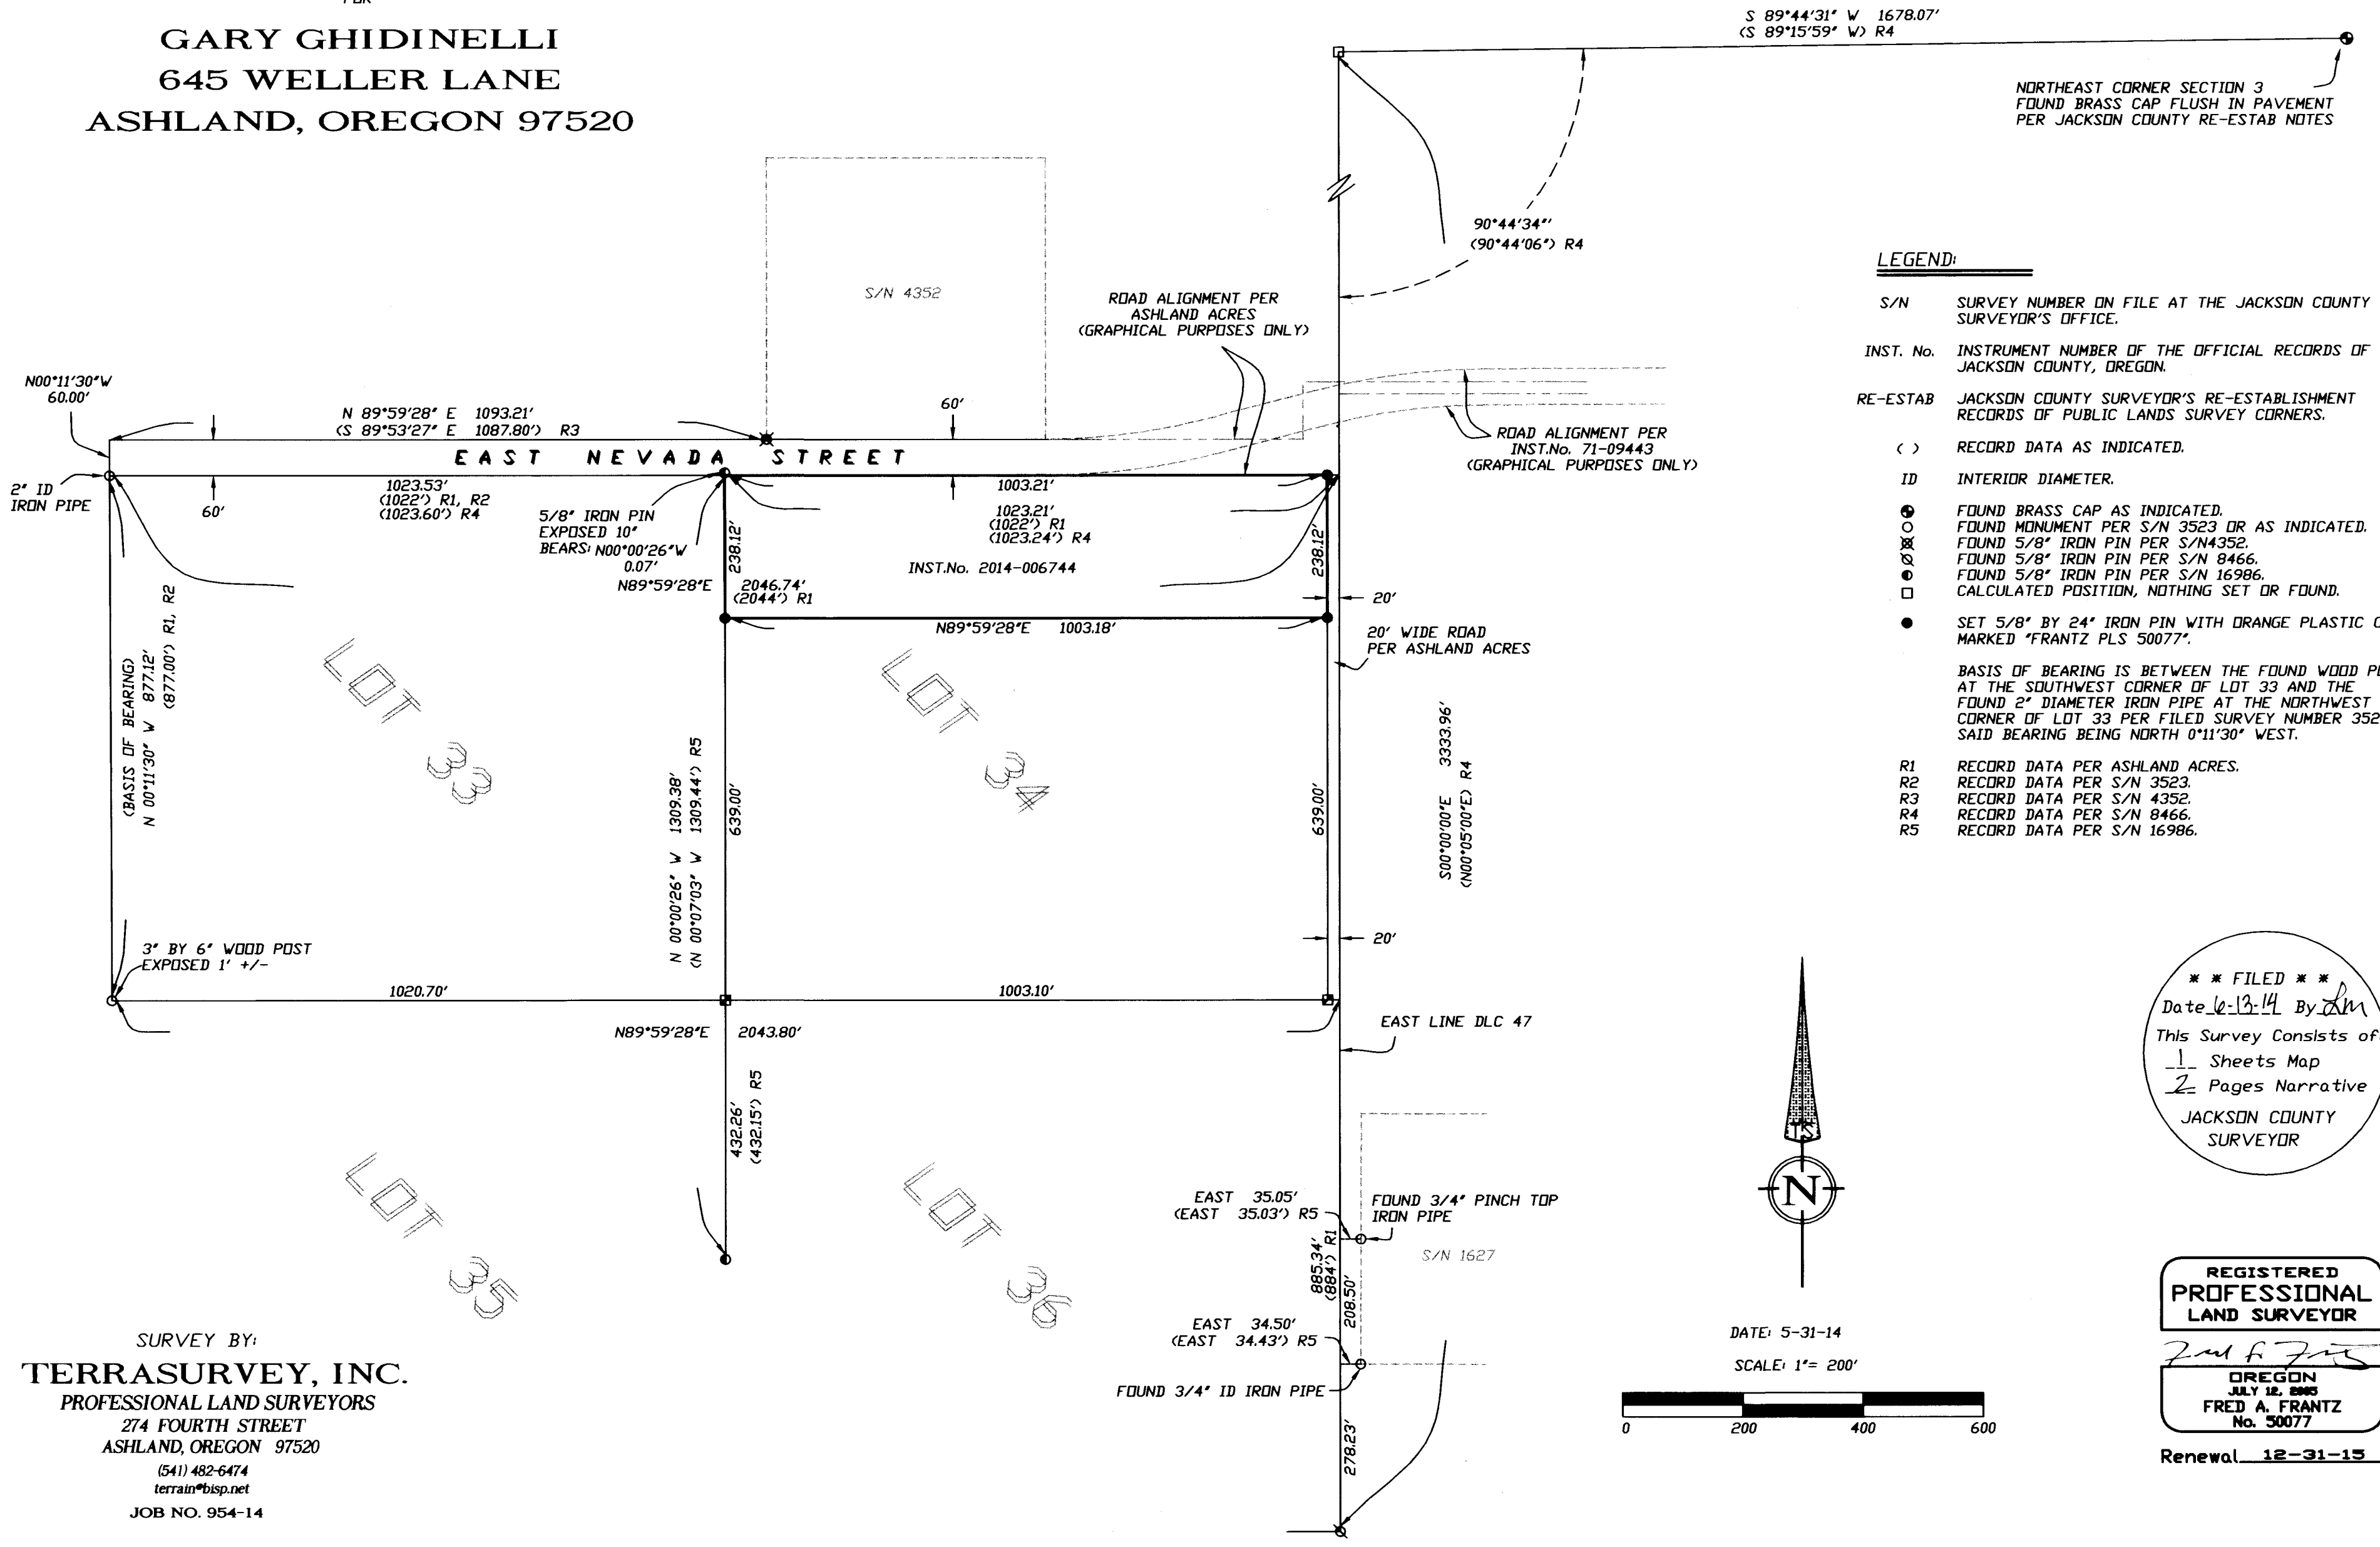 GARY GHIDINELLI
645 WELLER LANE
ASHLAND, OREGON 97520
S 89°44'31" W 1678.07'
(S 89°15'59" W) R4
NORTHEAST CORNER SECTION 3
FOUND BRASS CAP FLUSH IN PAVEMENT
PER JACKSON COUNTY RE-ESTAB NOTES
90°44'34"'
(90°44'06") R4
S/N 4352
ROAD ALIGNMENT PER
ASHLAND ACRES
(GRAPHICAL PURPOSES ONLY)
N00°11'30"W
60.00'
N 89°59'28" E 1093.21'
(S 89°53'27" E 1087.80') R3
60'
EAST NEVADA STREET
ROAD ALIGNMENT PER
INST.No. 71-09443
(GRAPHICAL PURPOSES ONLY)
2" ID
IRON PIPE
60'
1023.53'
(1022') R1, R2
(1023.60') R4
5/8" IRON PIN
EXPOSED 10"
BEARS: N00°00'26"W
0.07'
1003.21'
1023.21'
(1022') R1
(1023.24') R4
238.12'
238.12'
INST.No. 2014-006744
N89°59'28"E 2046.74'
(2044') R1
20'
N89°59'28"E 1003.18'
20' WIDE ROAD
PER ASHLAND ACRES
(BASIS OF BEARING)
N 00°11'30" W 877.12'
(877.00') R1, R2
LOT 33
LOT 34
N 00°00'26" W 1309.38'
(N 00°07'03" W 1309.44') R5
639.00'
639.00'
S00°00'00"E 3333.96'
(N00°05'00"E) R4
3" BY 6" WOOD POST
EXPOSED 1' +/-
20'
1020.70'
1003.10'
N89°59'28"E 2043.80'
EAST LINE DLC 47
432.26'
(432.15') R5
LOT 35
LOT 36
EAST 35.05'
(EAST 35.03') R5
FOUND 3/4" PINCH TOP
IRON PIPE
S/N 1627
885.34'
(884') R1
208.50'
EAST 34.50'
(EAST 34.43') R5
FOUND 3/4" ID IRON PIPE
278.23'
LEGEND:
S/N SURVEY NUMBER ON FILE AT THE JACKSON COUNTY
SURVEYOR'S OFFICE.
INST. No. INSTRUMENT NUMBER OF THE OFFICIAL RECORDS OF
JACKSON COUNTY, OREGON.
RE-ESTAB JACKSON COUNTY SURVEYOR'S RE-ESTABLISHMENT
RECORDS OF PUBLIC LANDS SURVEY CORNERS.
( ) RECORD DATA AS INDICATED.
ID INTERIOR DIAMETER.
FOUND BRASS CAP AS INDICATED.
FOUND MONUMENT PER S/N 3523 OR AS INDICATED.
FOUND 5/8" IRON PIN PER S/N4352.
FOUND 5/8" IRON PIN PER S/N 8466.
FOUND 5/8" IRON PIN PER S/N 16986.
CALCULATED POSITION, NOTHING SET OR FOUND.
SET 5/8" BY 24" IRON PIN WITH ORANGE PLASTIC
MARKED "FRANTZ PLS 50077".
BASIS OF BEARING IS BETWEEN THE FOUND WOOD
AT THE SOUTHWEST CORNER OF LOT 33 AND THE
FOUND 2" DIAMETER IRON PIPE AT THE NORTHWEST
CORNER OF LOT 33 PER FILED SURVEY NUMBER 352
SAID BEARING BEING NORTH 0°11'30" WEST.
R1 RECORD DATA PER ASHLAND ACRES.
R2 RECORD DATA PER S/N 3523.
R3 RECORD DATA PER S/N 4352.
R4 RECORD DATA PER S/N 8466.
R5 RECORD DATA PER S/N 16986.
* * FILED * *
Date 6-13-14 By
This Survey Consists of
1 Sheets Map
2 Pages Narrative
JACKSON COUNTY
SURVEYOR
TS
N
DATE: 5-31-14
SCALE: 1"= 200'
0 200 400 600
REGISTERED
PROFESSIONAL
LAND SURVEYOR
OREGON
JULY 12, 2005
FRED A. FRANTZ
No. 50077
Renewal 12-31-15
SURVEY BY:
TERRASURVEY, INC.
PROFESSIONAL LAND SURVEYORS
274 FOURTH STREET
ASHLAND, OREGON 97520
(541) 482-6474
terrain@bisp.net
JOB NO. 954-14